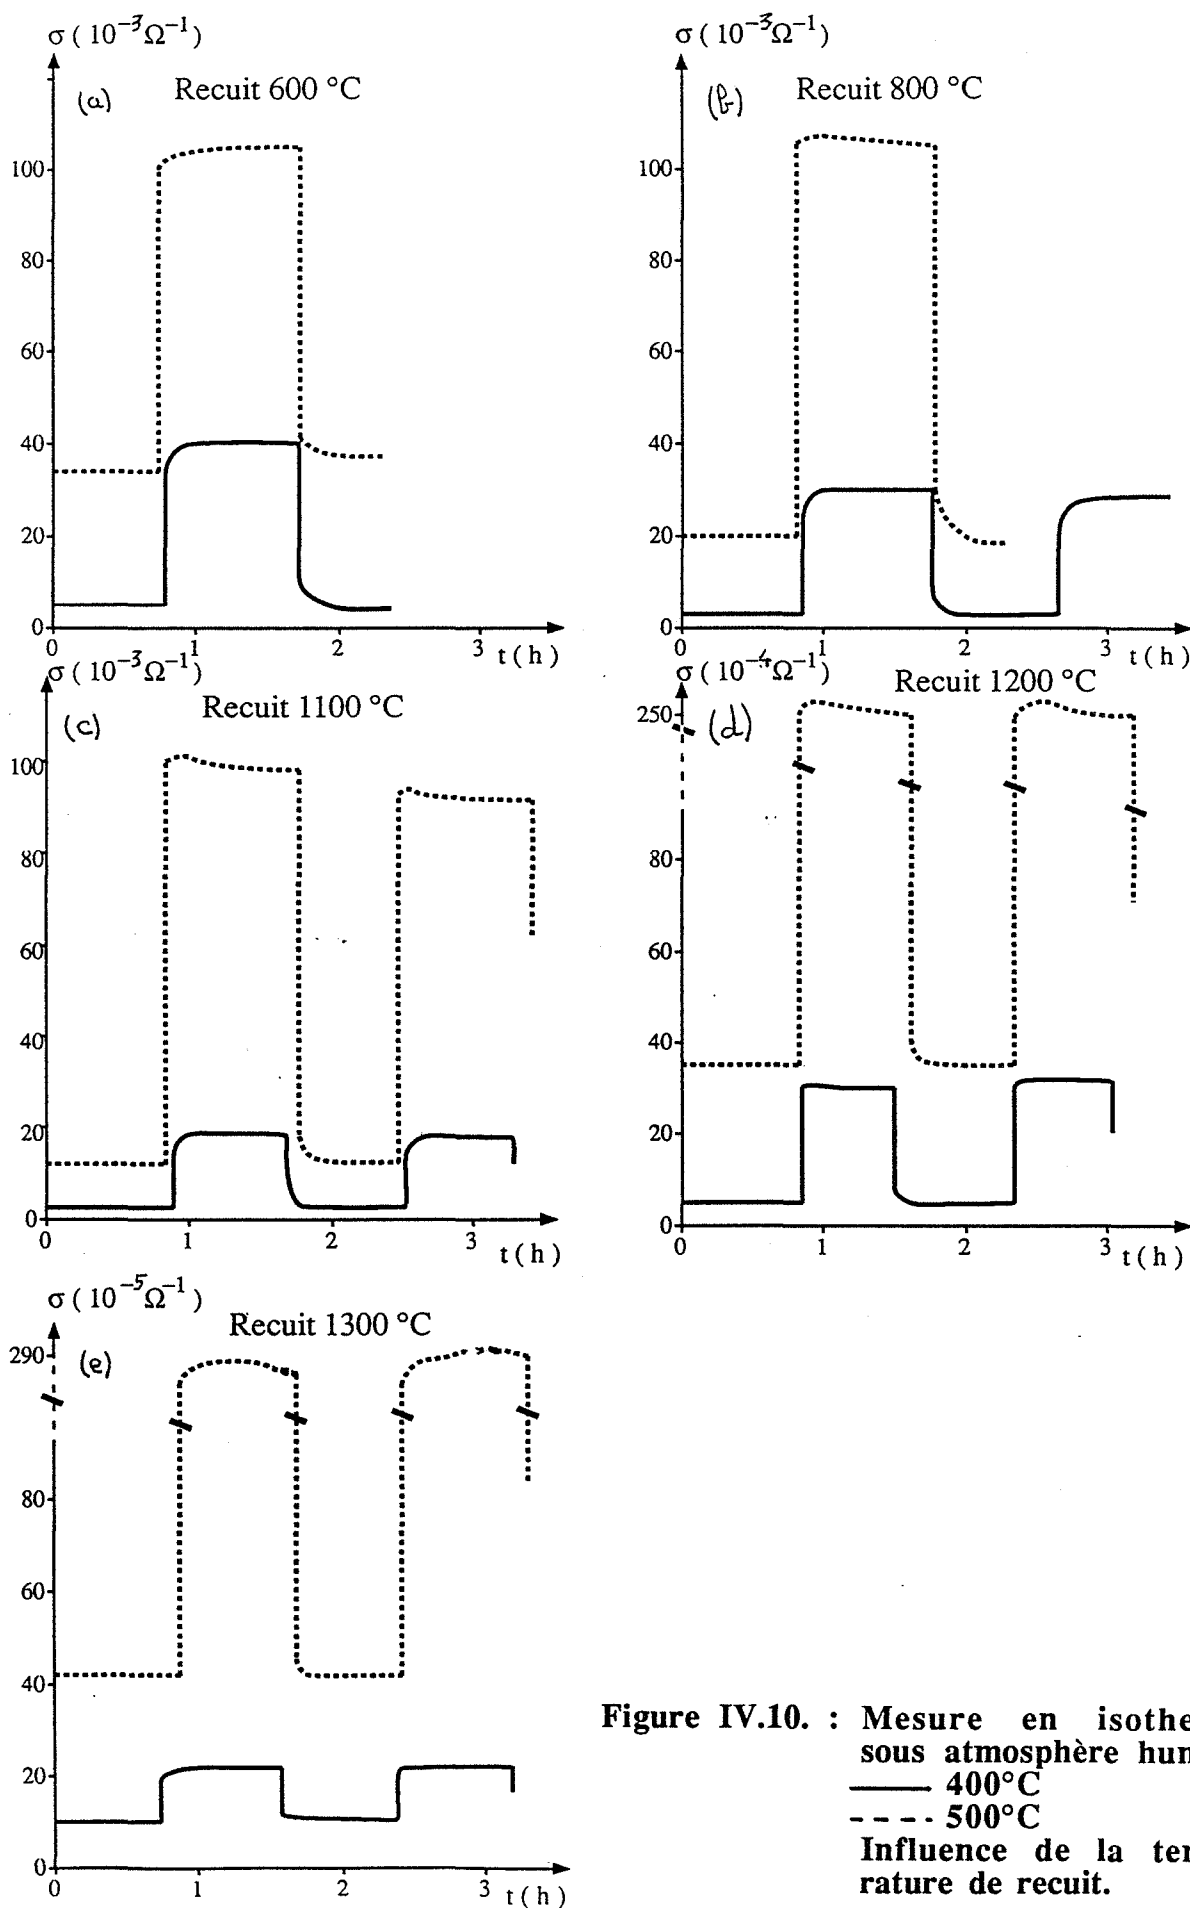 σ ( 10⁻³Ω⁻¹)
(a)
Recuit 600 °C
100
80
60
40
20
0
0 1 2 3
t ( h )
σ ( 10⁻³Ω⁻¹)
(b)
Recuit 800 °C
100
80
60
40
20
0
0 1 2 3
t ( h )
σ (10⁻³Ω⁻¹)
(c)
Recuit 1100 °C
100
80
60
40
20
0
0 1 2 3
t ( h )
σ (10⁻⁴Ω⁻¹)
(d)
Recuit 1200 °C
250
80
60
40
20
0
0 1 2 3
t ( h )
σ ( 10⁻⁵Ω⁻¹)
(e)
Recuit 1300 °C
290
80
60
40
20
0
0 1 2 3
t ( h )
Figure IV.10. : Mesure en isothe
sous atmosphère hum
400°C
500°C
Influence de la tem
rature de recuit.